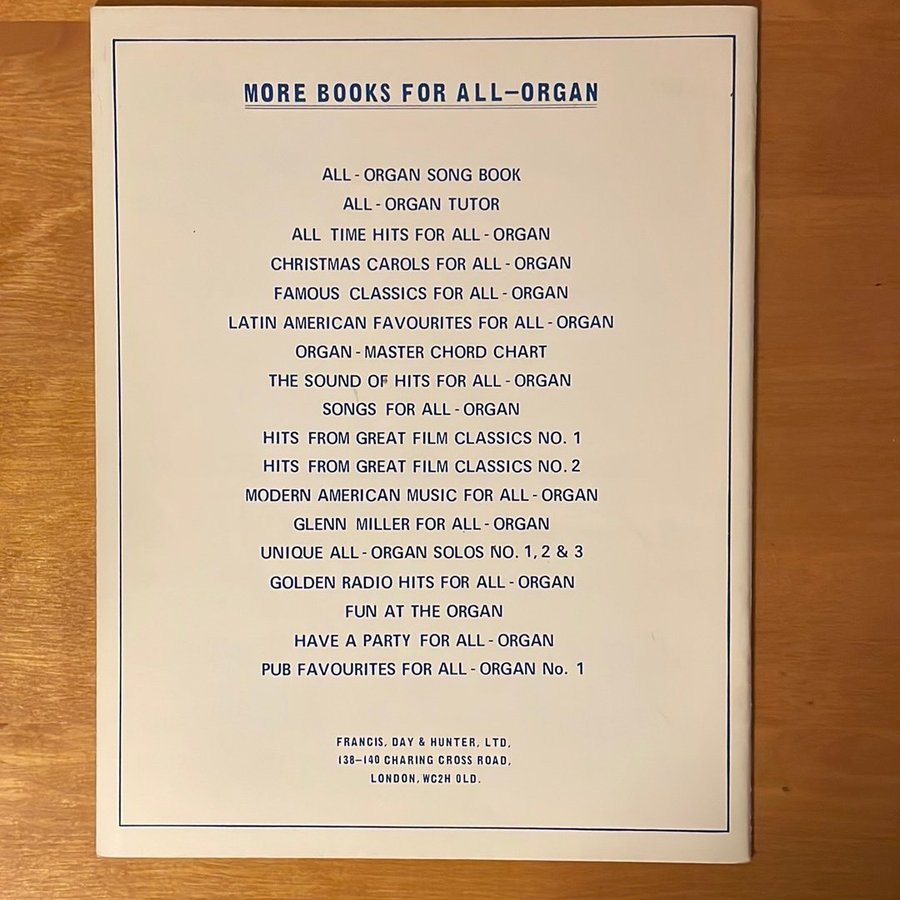 MORE BOOKS FOR ALL-ORGAN
ALL - ORGAN SONG BOOK
ALL - ORGAN TUTOR
ALL TIME HITS FOR ALL - ORGAN
CHRISTMAS CAROLS FOR ALL - ORGAN
FAMOUS CLASSICS FOR ALL - ORGAN
LATIN AMERICAN FAVOURITES FOR ALL - ORGAN
ORGAN - MASTER CHORD CHART
THE SOUND OF HITS FOR ALL - ORGAN
SONGS FOR ALL - ORGAN
HITS FROM GREAT FILM CLASSICS NO. 1
HITS FROM GREAT FILM CLASSICS NO. 2
MODERN AMERICAN MUSIC FOR ALL - ORGAN
GLENN MILLER FOR ALL - ORGAN
UNIQUE ALL - ORGAN SOLOS NO. 1, 2 & 3
GOLDEN RADIO HITS FOR ALL - ORGAN
FUN AT THE ORGAN
HAVE A PARTY FOR ALL - ORGAN
PUB FAVOURITES FOR ALL - ORGAN No. 1
FRANCIS, DAY & HUNTER, LTD,
138-140 CHARING CROSS ROAD,
LONDON, WC2H 0LD.